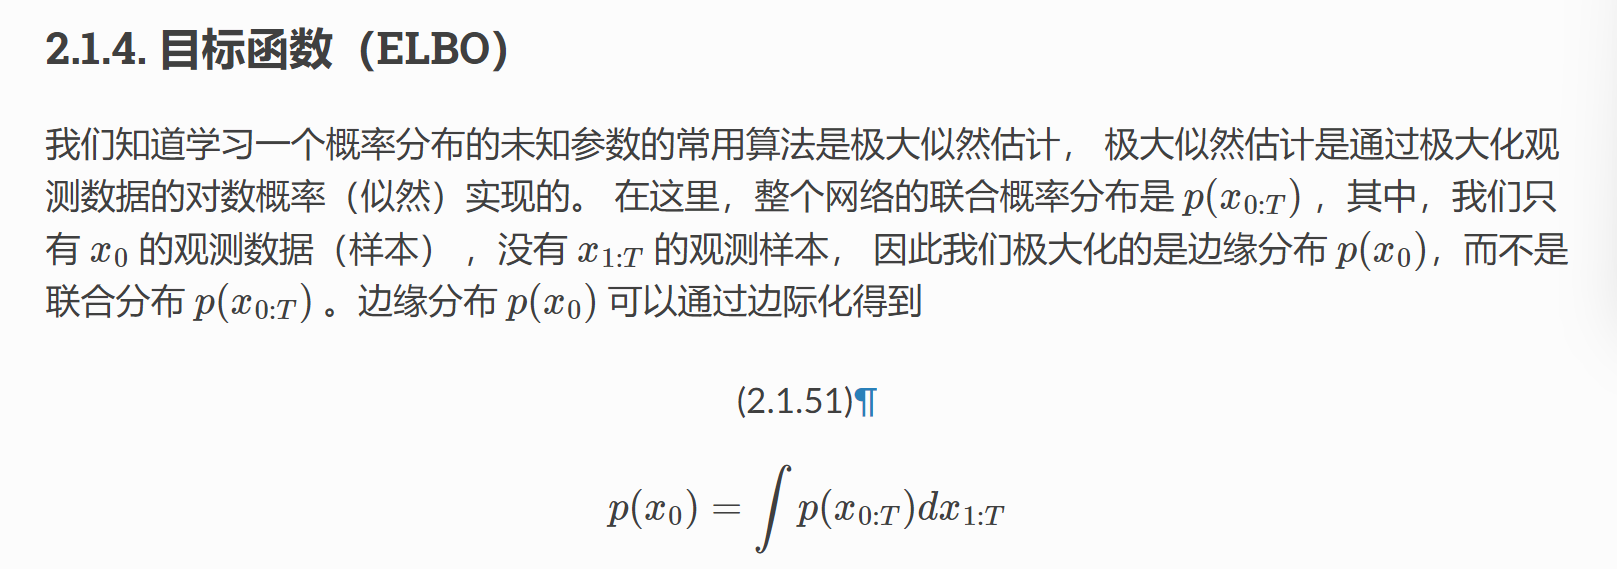 2.1.4. 目标函数（ELBO）
我们知道学习一个概率分布的未知参数的常用算法是极大似然估计， 极大似然估计是通过极大化观
测数据的对数概率（似然）实现的。 在这里，整个网络的联合概率分布是 p(x_{0:T}) ，其中，我们只
有 x_0 的观测数据（样本） ，没有 x_{1:T} 的观测样本， 因此我们极大化的是边缘分布 p(x_0)，而不是
联合分布 p(x_{0:T}) 。边缘分布 p(x_0) 可以通过边际化得到
(2.1.51)¶
p(x_0) = ∫ p(x_{0:T})dx_{1:T}